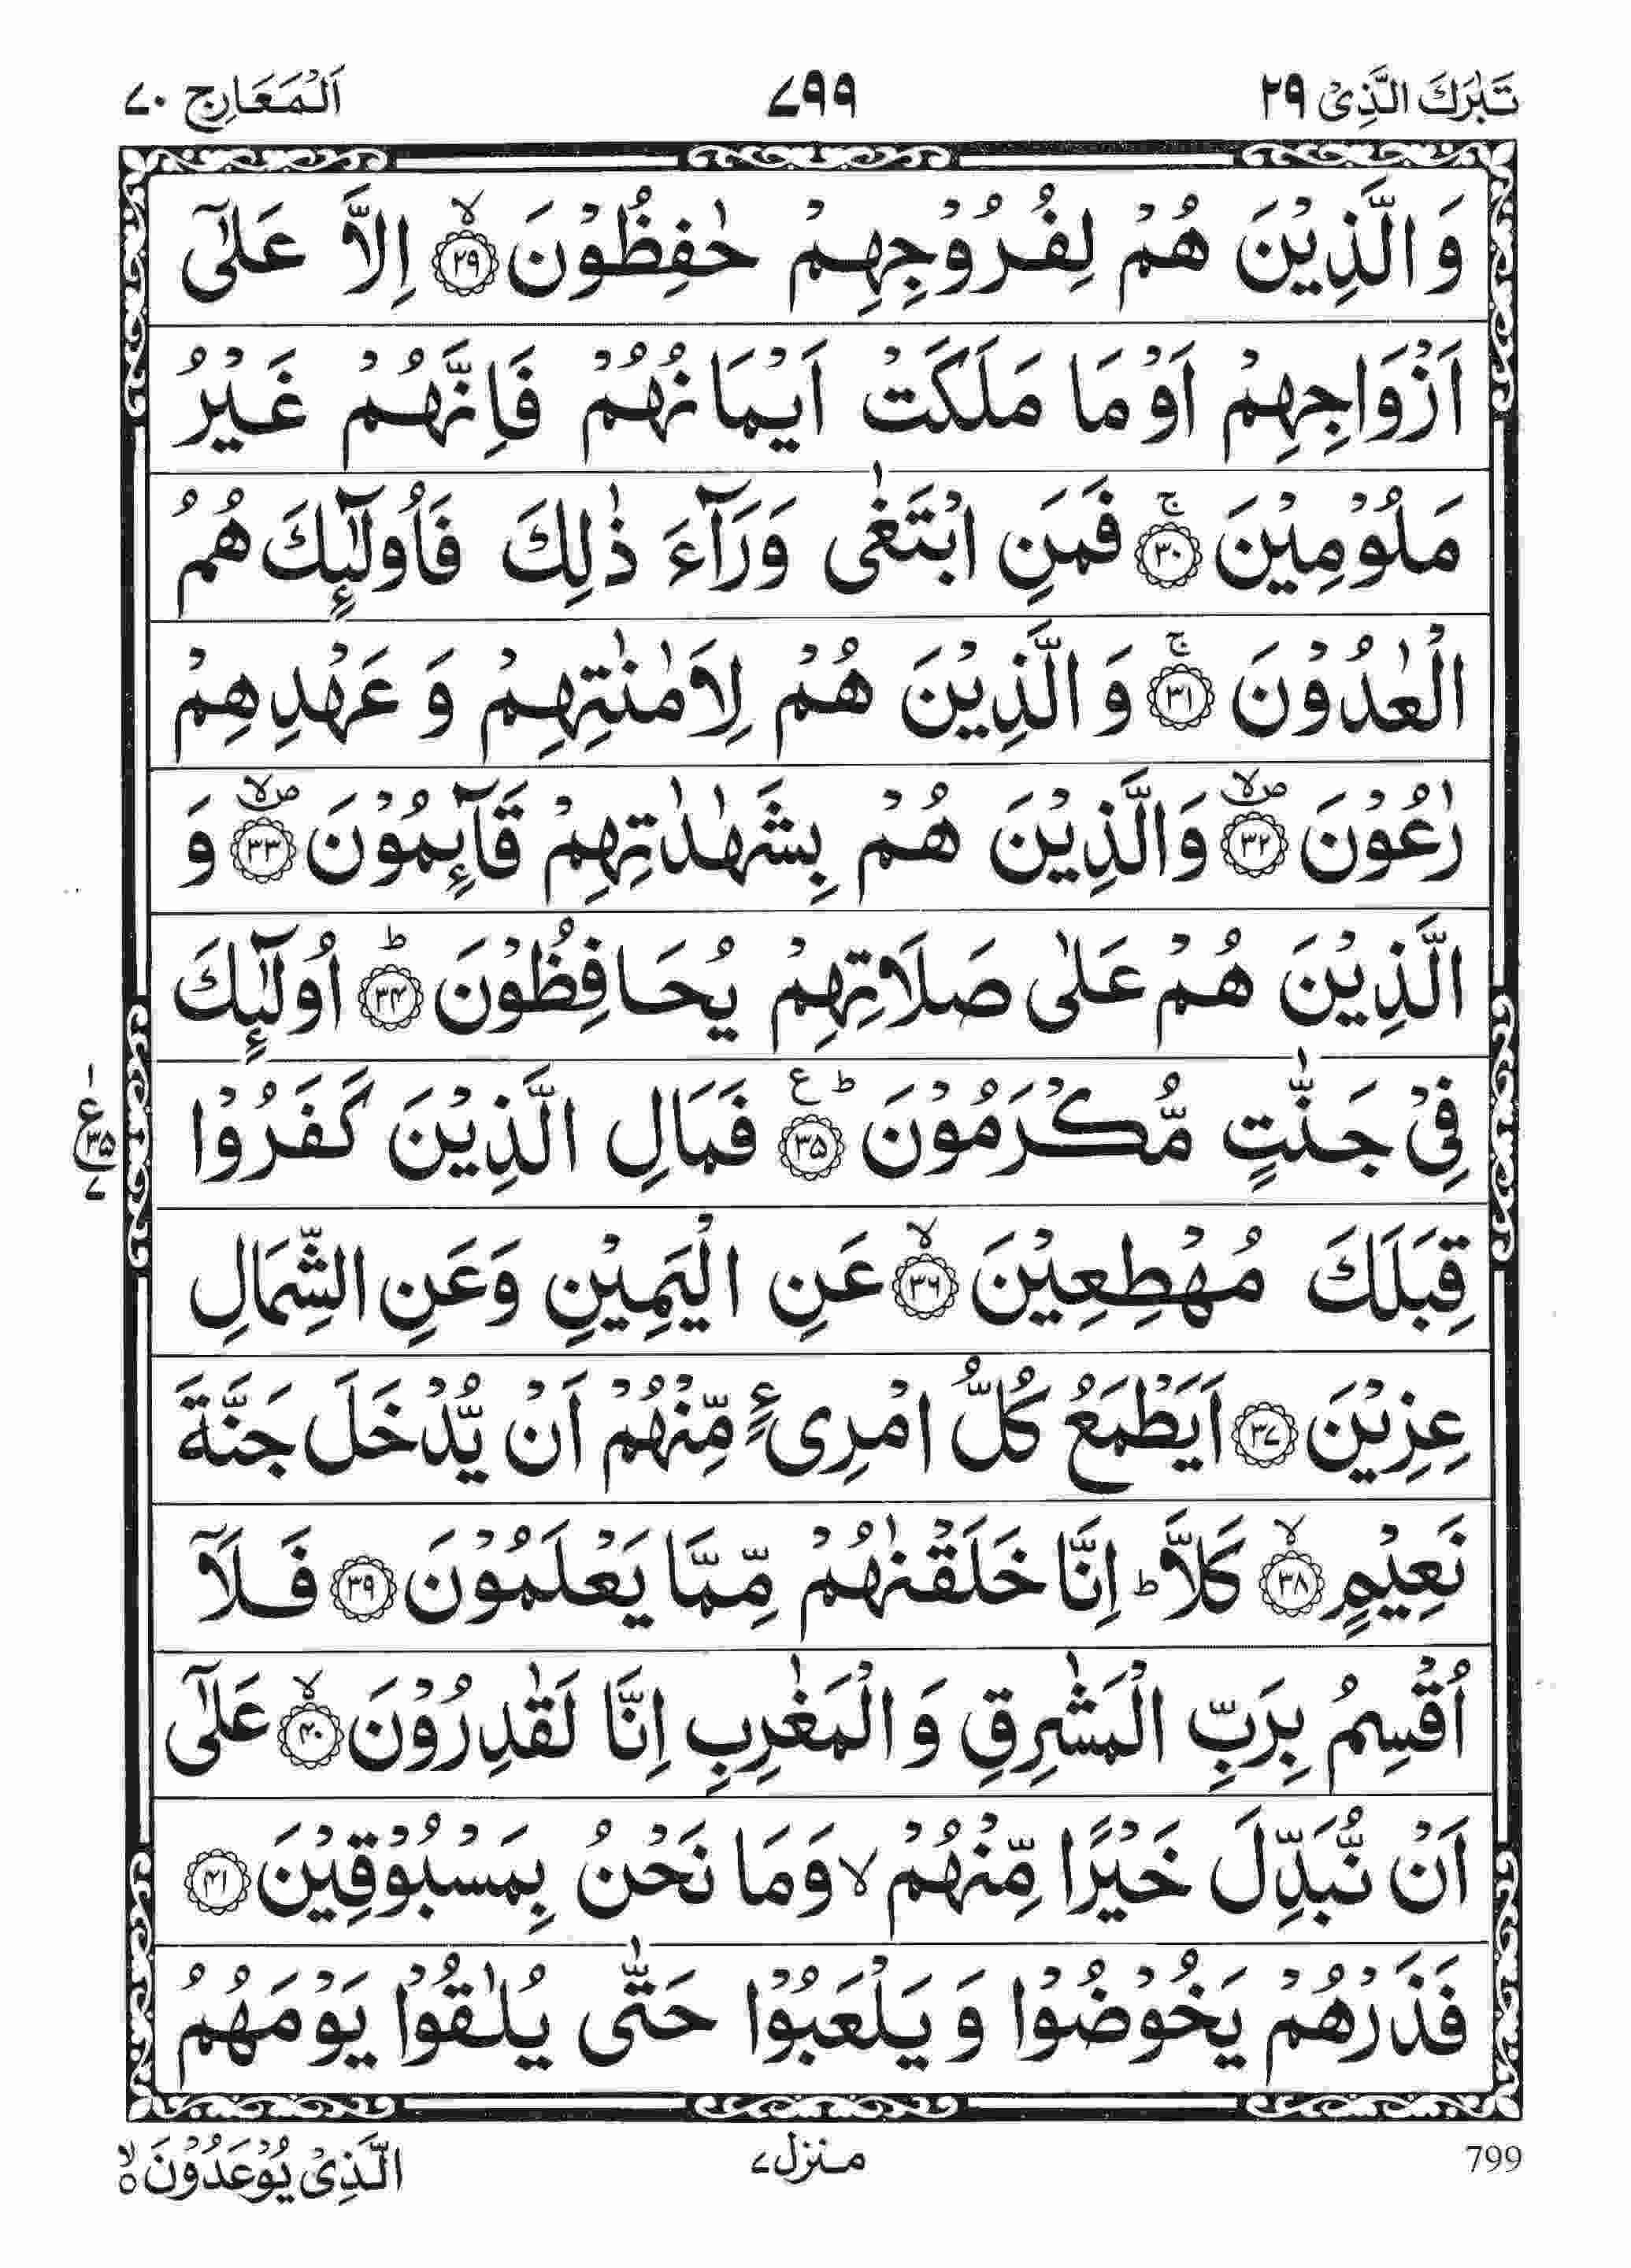 تَبٰرَكَ الَّذِیْ ۲۹ ۷۹۹ اَلْمَعَارِج ۷۰
وَ الَّذِیْنَ هُمْ لِفُرُوْجِهِمْ حٰفِظُوْنَ ۙ﴿۲۹﴾ اِلَّا عَلٰۤی
اَزْوَاجِهِمْ اَوْ مَا مَلَكَتْ اَیْمَانُهُمْ فَاِنَّهُمْ غَیْرُ
مَلُوْمِیْنَ ۚ﴿۳۰﴾ فَمَنِ ابْتَغٰی وَرَآءَ ذٰلِكَ فَاُولٰٓىِٕكَ هُمُ
الْعٰدُوْنَ ۚ﴿۳۱﴾ وَ الَّذِیْنَ هُمْ لِاَمٰنٰتِهِمْ وَ عَهْدِهِمْ
رٰعُوْنَ ۪ۙ﴿۳۲﴾ وَالَّذِیْنَ هُمْ بِشَهٰدٰتِهِمْ قَآىِٕمُوْنَ ۪ۙ﴿۳۳﴾ وَ
الَّذِیْنَ هُمْ عَلٰی صَلَاتِهِمْ یُحَافِظُوْنَ ؕ﴿۳۴﴾ اُولٰٓىِٕكَ
فِیْ جَنّٰتٍ مُّكْرَمُوْنَ ؕ ع﴿۳۵﴾ فَمَالِ الَّذِیْنَ كَفَرُوْا
۱ ع ۳۵ ۷
قِبَلَكَ مُهْطِعِیْنَ ۙ﴿۳۶﴾ عَنِ الْیَمِیْنِ وَعَنِ الشِّمَالِ
عِزِیْنَ ﴿۳۷﴾ اَیَطْمَعُ كُلُّ امْرِئٍ مِّنْهُمْ اَنْ یُّدْخَلَ جَنَّةَ
نَعِیْمٍ ۙ﴿۳۸﴾ كَلَّا ؕ اِنَّا خَلَقْنٰهُمْ مِّمَّا یَعْلَمُوْنَ ﴿۳۹﴾ فَلَاۤ
اُقْسِمُ بِرَبِّ الْمَشٰرِقِ وَ الْمَغٰرِبِ اِنَّا لَقٰدِرُوْنَ ۙ﴿۴۰﴾ عَلٰۤی
اَنْ نُّبَدِّلَ خَیْرًا مِّنْهُمْ ۙ وَمَا نَحْنُ بِمَسْبُوْقِیْنَ ﴿۴۱﴾
فَذَرْهُمْ یَخُوْضُوْا وَ یَلْعَبُوْا حَتّٰی یُلٰقُوْا یَوْمَهُمُ
799 منزل ۷ الَّذِیْ یُوْعَدُوْنَ ۙ﴿﴾